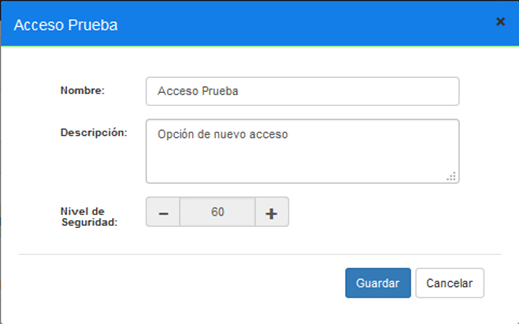 Acceso Prueba ×
Nombre: Acceso Prueba
Descripción: Opción de nuevo acceso
Nivel de
Seguridad: − 60 +
Guardar Cancelar